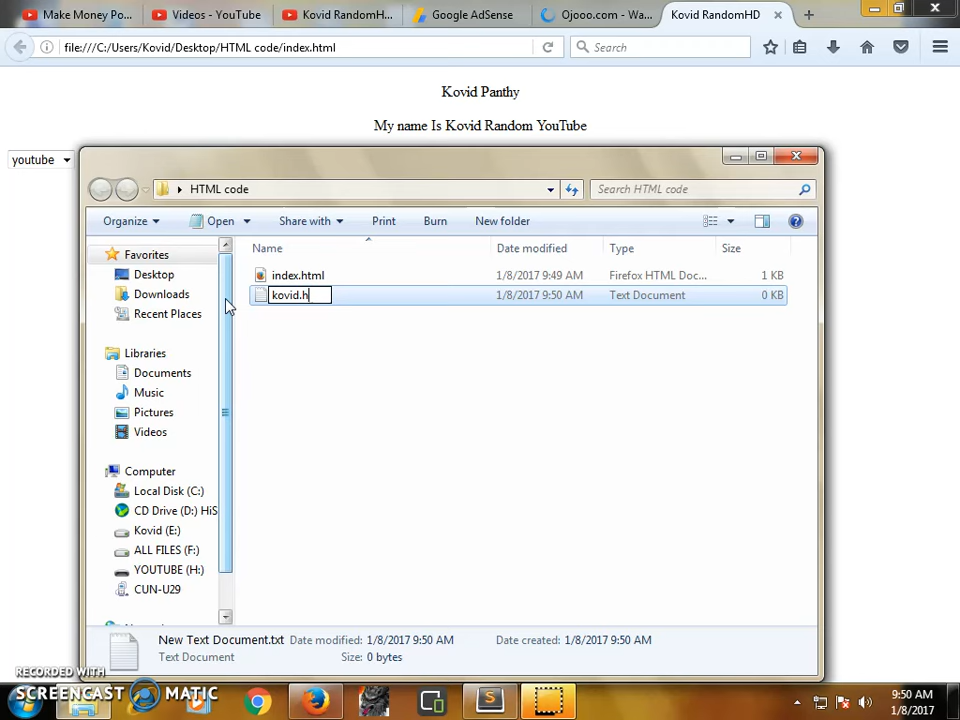 Make Money Po...
Videos - YouTube
Kovid RandomH...
Google AdSense
Ojooo.com - Wa...
Kovid RandomHD
file:///C:/Users/Kovid/Desktop/HTML code/index.html
Search
Kovid Panthy
My name Is Kovid Random YouTube
youtube
HTML code
Search HTML code
Organize
Open
Share with
Print
Burn
New folder
Name
Date modified
Type
Size
Favorites
Desktop
Downloads
Recent Places
Libraries
Documents
Music
Pictures
Videos
Computer
Local Disk (C:)
CD Drive (D:) HiS
Kovid (E:)
ALL FILES (F:)
YOUTUBE (H:)
CUN-U29
index.html 1/8/2017 9:49 AM Firefox HTML Doc... 1 KB
kovid.h 1/8/2017 9:50 AM Text Document 0 KB
New Text Document.txt Date modified: 1/8/2017 9:50 AM Date created: 1/8/2017 9:50 AM
Text Document Size: 0 bytes
RECORDED WITH
SCREENCAST MATIC
9:50 AM
1/8/2017